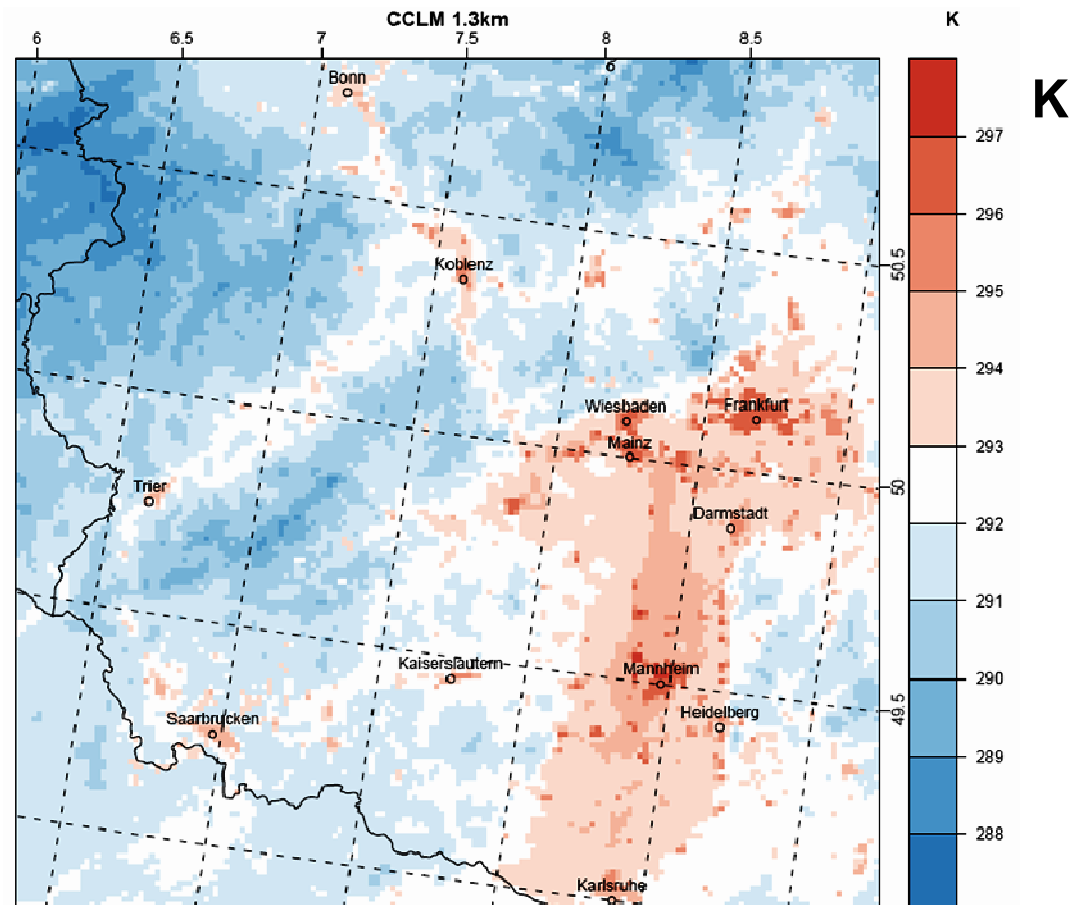 CCLM 1.3km
K
6
6.5
7
7.5
8
8.5
6
K
Bonn
297
296
50.5
Koblenz
295
294
Wiesbaden
Frankfurt
Mainz
293
Trier
50
Darmstadt
292
291
Kaiserslautern
Mannheim
290
49.5
Heidelberg
Saarbrucken
289
288
Karlsruhe